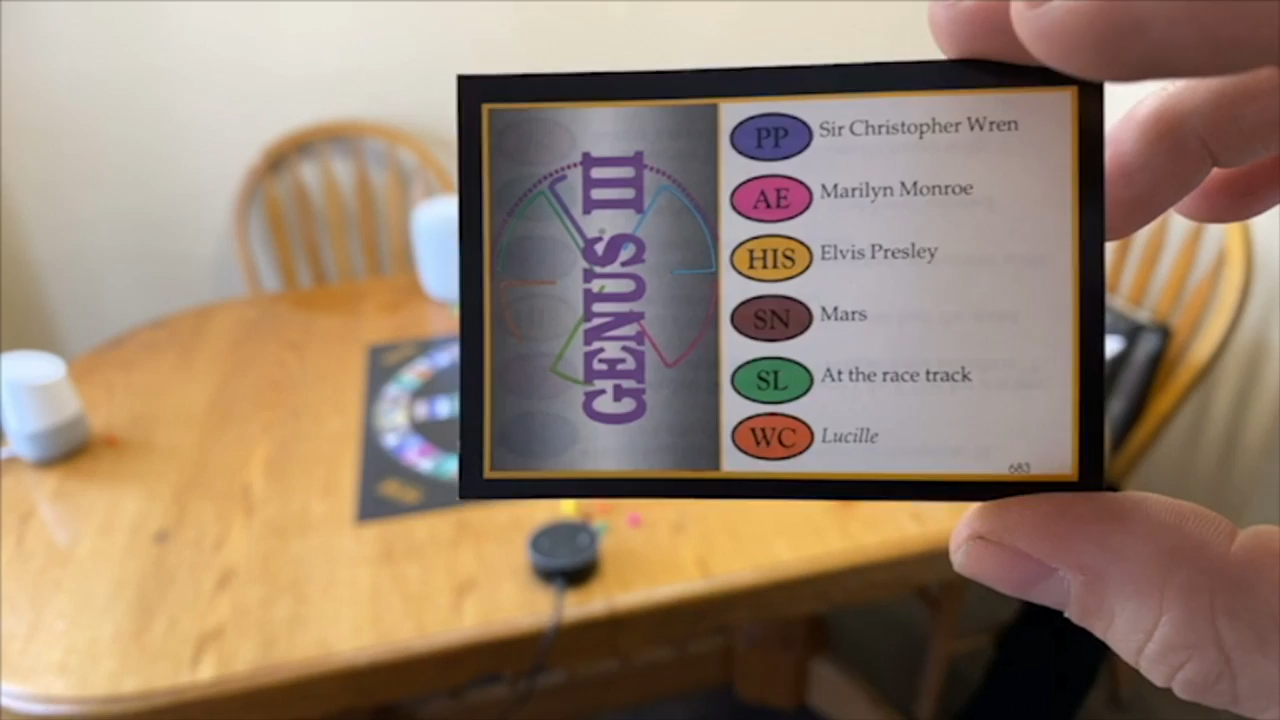 GENUS III
PP Sir Christopher Wren
AE Marilyn Monroe
HIS Elvis Presley
SN Mars
SL At the race track
WC Lucille
683